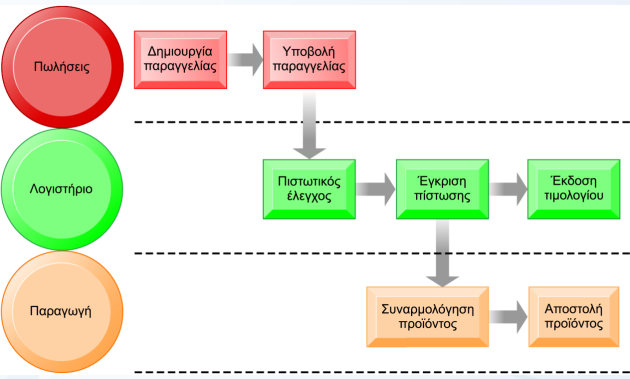 Πωλήσεις
Δημιουργία
παραγγελίας
Υποβολή
παραγγελίας
Λογιστήριο
Πιστωτικός
έλεγχος
Έγκριση
πίστωσης
Έκδοση
τιμολογίου
Παραγωγή
Συναρμολόγηση
προϊόντος
Αποστολή
προϊόντος